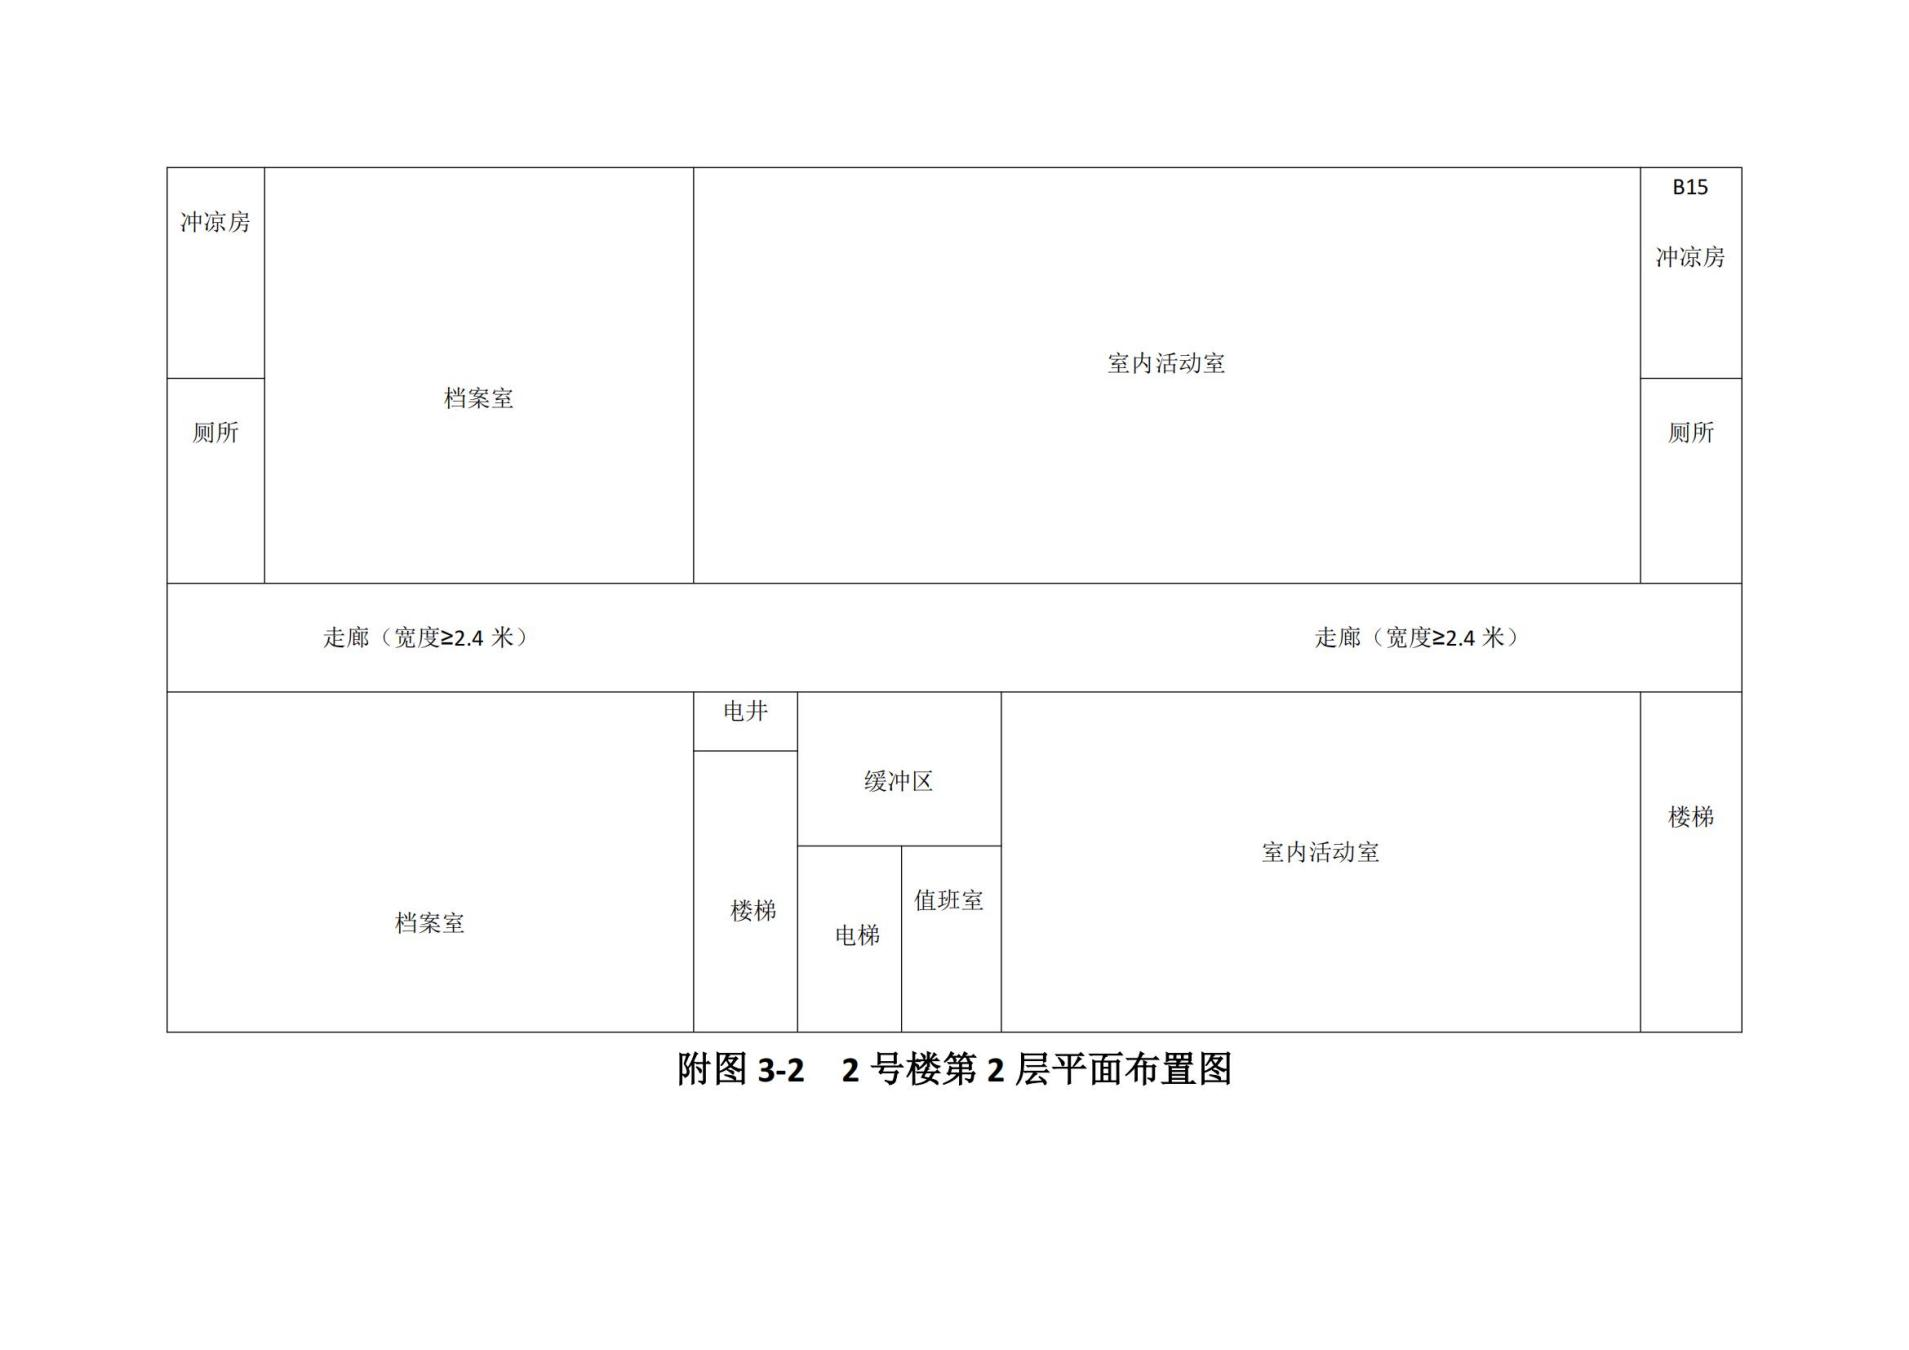 B15
冲凉房
冲凉房
室内活动室
档案室
厕所
厕所
走廊（宽度≥2.4 米）
走廊（宽度≥2.4 米）
电井
缓冲区
楼梯
室内活动室
值班室
楼梯
档案室
电梯
附图 3-2 2 号楼第 2 层平面布置图